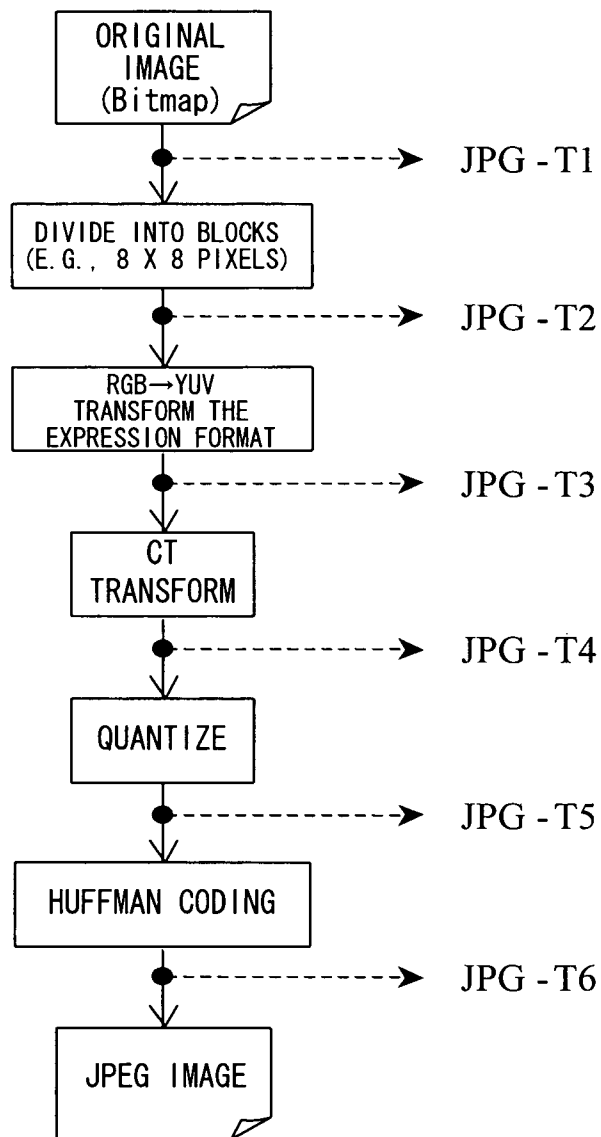 ORIGINAL
IMAGE
(Bitmap)
JPG - T1
DIVIDE INTO BLOCKS
(E.G., 8 X 8 PIXELS)
JPG - T2
RGB→YUV
TRANSFORM THE
EXPRESSION FORMAT
JPG - T3
CT
TRANSFORM
JPG - T4
QUANTIZE
JPG - T5
HUFFMAN CODING
JPG - T6
JPEG IMAGE